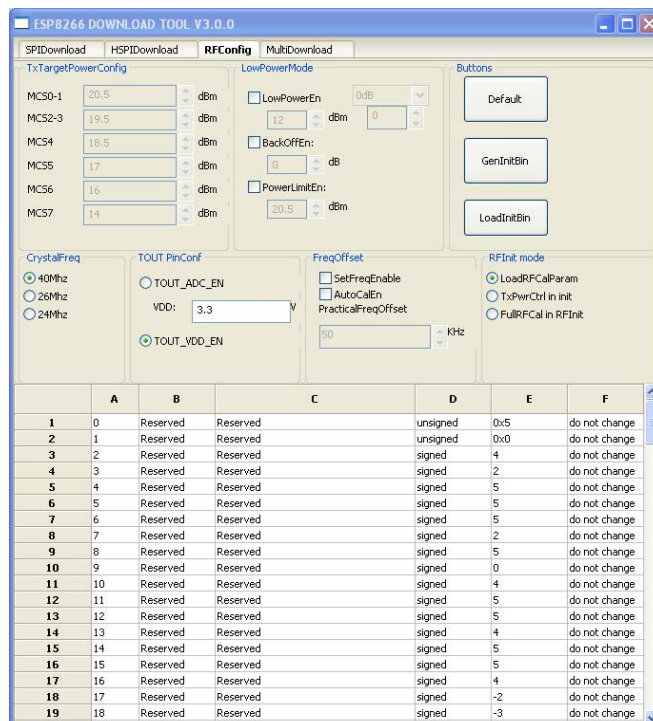 ESP8266 DOWNLOAD TOOL V3.0.0
SPIDownload HSPIDownload RFConfig MultiDownload
TxTargetPowerConfig LowPowerMode Buttons
MCS0-1 20.5 dBm LowPowerEn 0dB Default
MCS2-3 19.5 dBm 12 dBm 0
MCS4 18.5 dBm BackOffEn:
MCS5 17 dBm 0 dB GenInitBin
MCS6 16 dBm PowerLimitEn:
MCS7 14 dBm 20.5 dBm LoadInitBin
CrystalFreq TOUT PinConf FreqOffset RFInit mode
40Mhz TOUT_ADC_EN SetFreqEnable LoadRFCalParam
26Mhz AutoCalEn TxPwrCtrl in init
24Mhz VDD: 3.3 V PracticalFreqOffset FullRFCal in RFInit
TOUT_VDD_EN 50 KHz
A B C D E F
1 0 Reserved Reserved unsigned 0x5 do not change
2 1 Reserved Reserved unsigned 0x0 do not change
3 2 Reserved Reserved signed 4 do not change
4 3 Reserved Reserved signed 2 do not change
5 4 Reserved Reserved signed 5 do not change
6 5 Reserved Reserved signed 5 do not change
7 6 Reserved Reserved signed 5 do not change
8 7 Reserved Reserved signed 2 do not change
9 8 Reserved Reserved signed 5 do not change
10 9 Reserved Reserved signed 0 do not change
11 10 Reserved Reserved signed 4 do not change
12 11 Reserved Reserved signed 5 do not change
13 12 Reserved Reserved signed 5 do not change
14 13 Reserved Reserved signed 4 do not change
15 14 Reserved Reserved signed 5 do not change
16 15 Reserved Reserved signed 5 do not change
17 16 Reserved Reserved signed 4 do not change
18 17 Reserved Reserved signed -2 do not change
19 18 Reserved Reserved signed -3 do not change